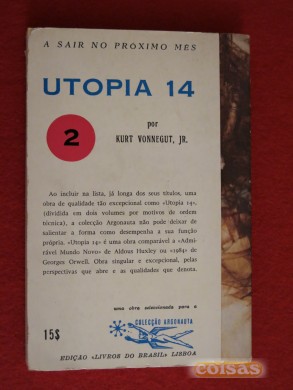 A SAIR NO PRÓXIMO MÊS
UTOPIA 14
2
por
KURT VONNEGUT, JR.
Ao incluir na lista, já longa dos seus títulos, uma
obra de qualidade tão excepcional como «Utopia 14»,
(dividida em dois volumes por motivos de ordem
técnica), a colecção Argonauta não pode deixar de
salientar a forma como desempenha a sua função
própria. «Utopia 14» é uma obra comparável a «Admi-
rável Mundo Novo» de Aldous Huxley ou «1984» de
Georges Orwell. Obra singular e excepcional, pelas
perspectivas que abre e as qualidades que denota.
uma obra seleccionada para a
COLECÇÃO ARGONAUTA
15$
EDIÇÃO «LIVROS DO BRASIL» LISBOA
coisas